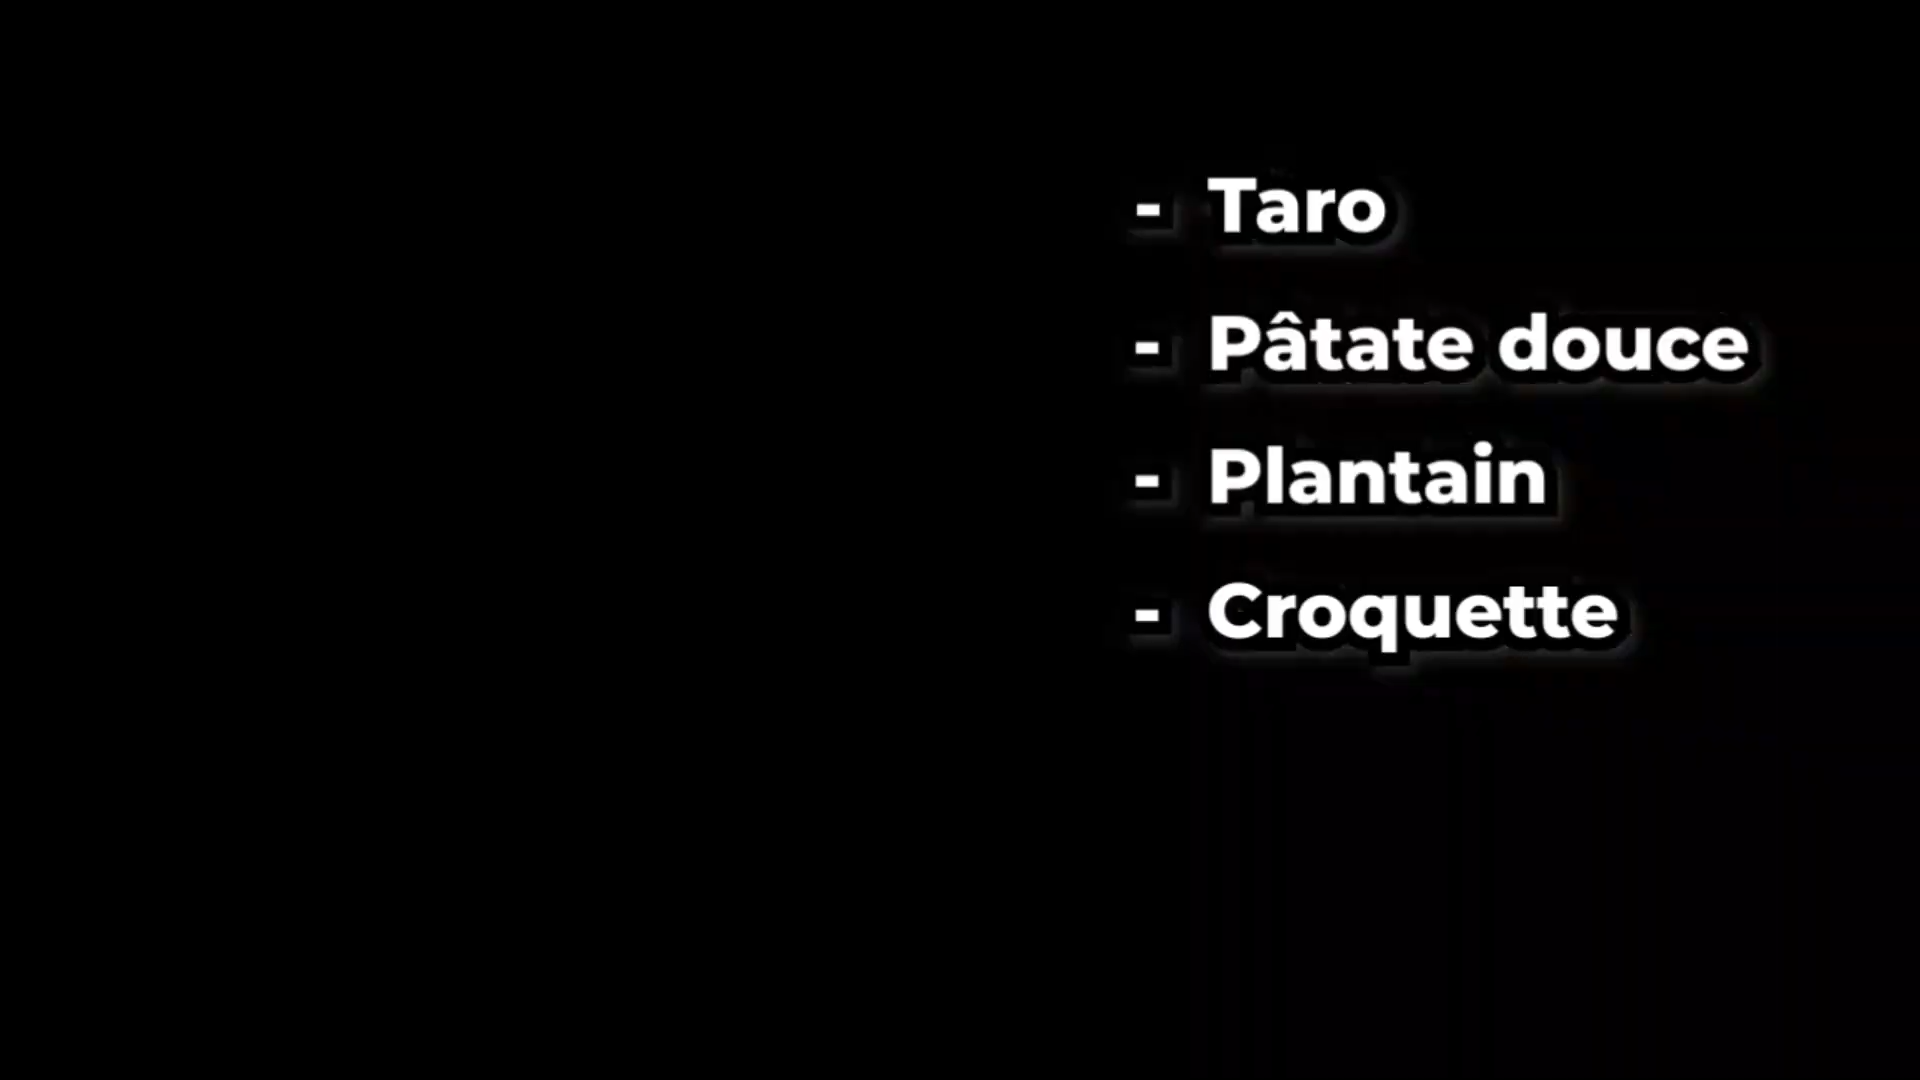 - Taro
- Pâtate douce
- Plantain
- Croquette